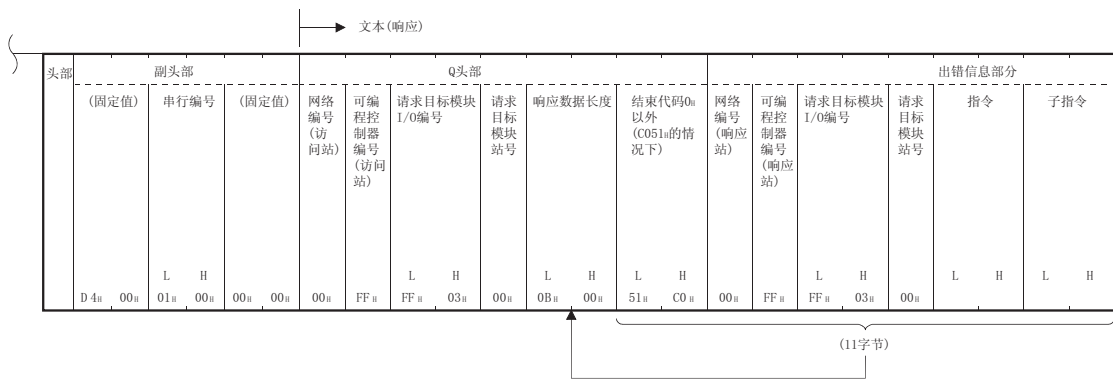 文本(响应)
头部
副头部
Q头部
出错信息部分
(固定值)
串行编号
(固定值)
网络
编号
(访
问站)
可编
程控
制器
编号
(访问
站)
请求目标模块
I/O编号
请求
目标
模块
站号
响应数据长度
结束代码0H
以外
(C051H的情
况下)
网络
编号
(响应
站)
可编
程控
制器
编号
(响应
站)
请求目标模块
I/O编号
请求
目标
模块
站号
指令
子指令
L H L H L H L H L H L H L H
D4H 00H 01H 00H 00H 00H 00H FFH FFH 03H 00H 0BH 00H 51H C0H 00H FFH FFH 03H 00H
(11字节)